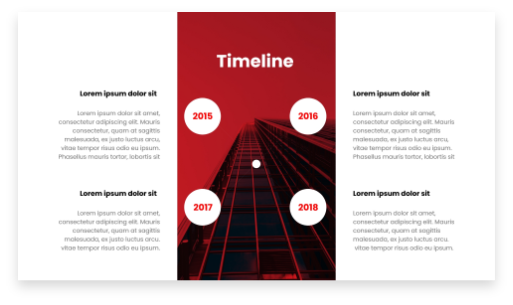 Timeline
Lorem ipsum dolor sit
Lorem ipsum dolor sit amet,
consectetur adipiscing elit. Mauris
consectetur, quam at sagittis
malesuada, ex justo luctus arcu,
vitae tempor risus odio eu ipsum.
Phasellus mauris tortor, lobortis sit
2015
2016
Lorem ipsum dolor sit
Lorem ipsum dolor sit amet,
consectetur adipiscing elit. Mauris
consectetur, quam at sagittis
malesuada, ex justo luctus arcu,
vitae tempor risus odio eu ipsum.
Phasellus mauris tortor, lobortis sit
Lorem ipsum dolor sit
Lorem ipsum dolor sit amet,
consectetur adipiscing elit. Mauris
consectetur, quam at sagittis
malesuada, ex justo luctus arcu,
vitae tempor risus odio eu ipsum.
2017
2018
Lorem ipsum dolor sit
Lorem ipsum dolor sit amet,
consectetur adipiscing elit. Mauris
consectetur, quam at sagittis
malesuada, ex justo luctus arcu,
vitae tempor risus odio eu ipsum.